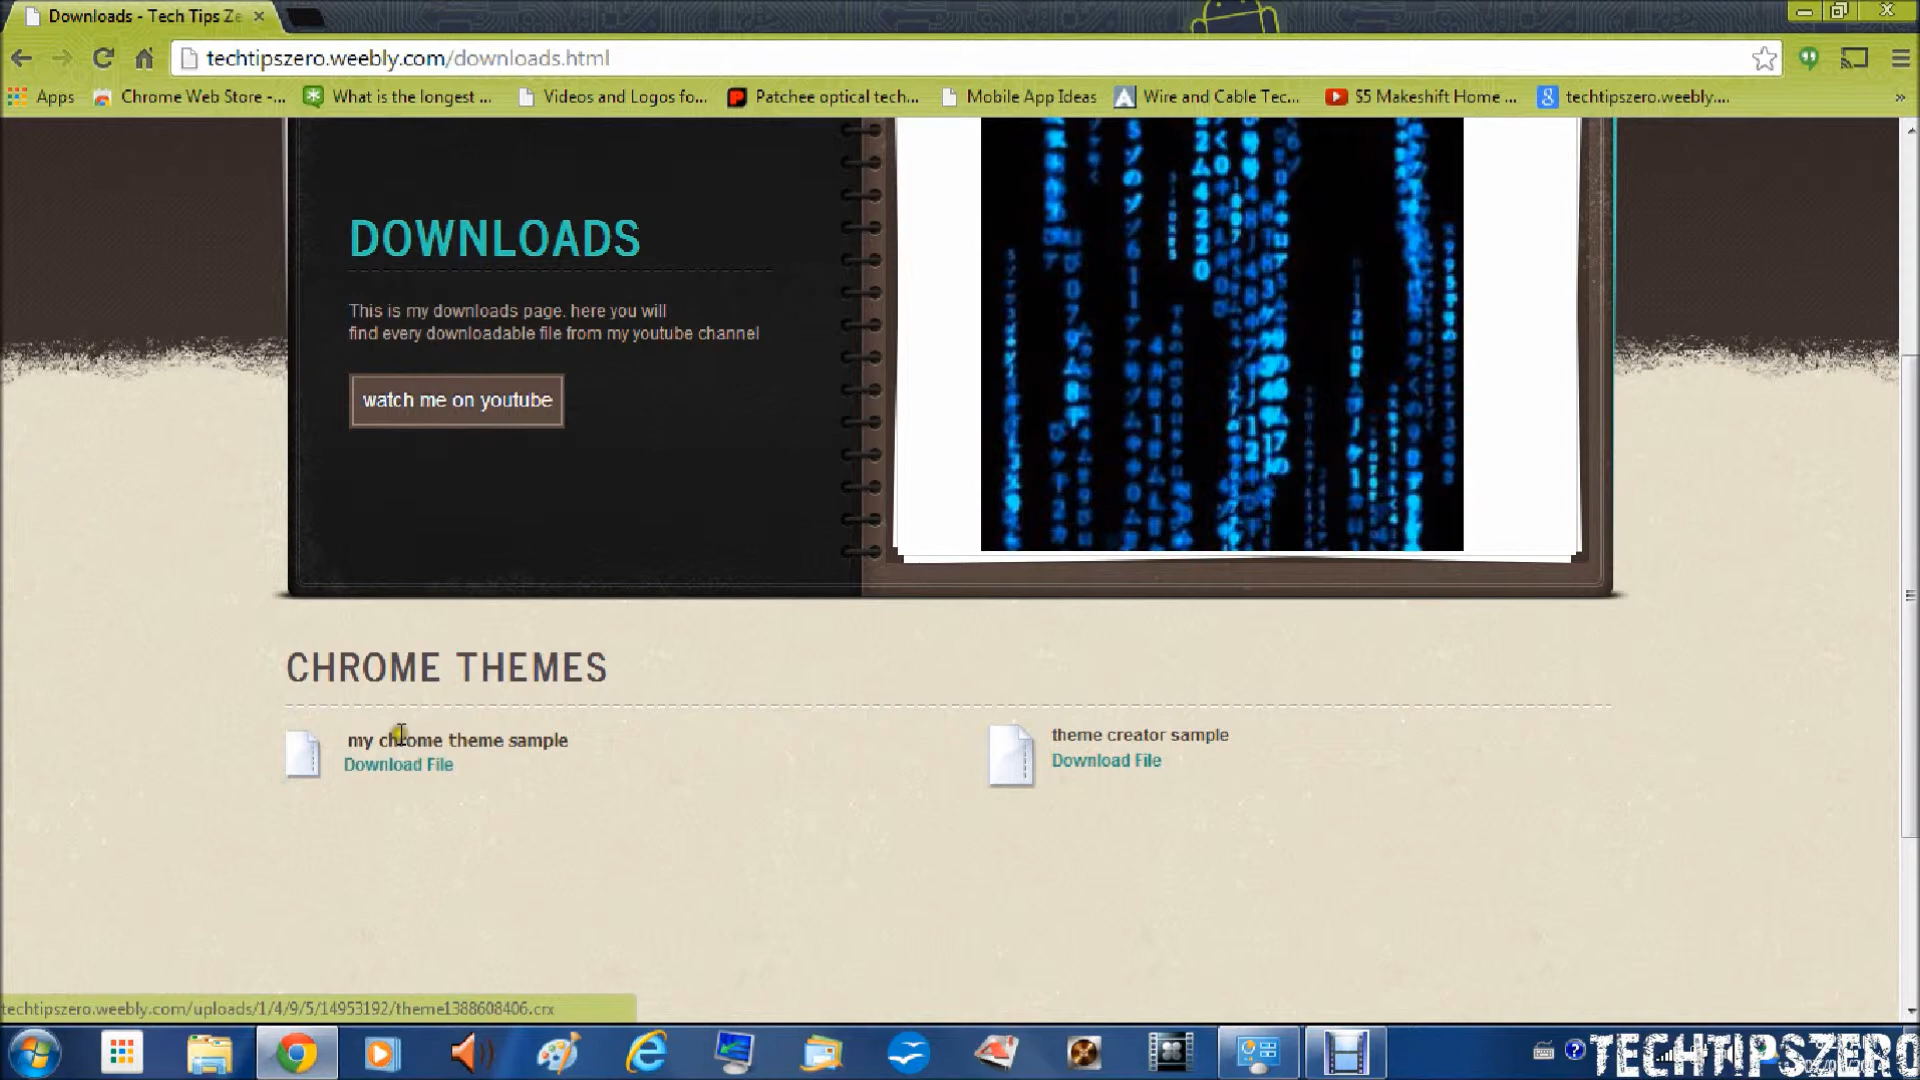 Downloads - Tech Tips Ze
techtipszero.weebly.com/downloads.html
Apps
Chrome Web Store -...
What is the longest ...
Videos and Logos fo...
Patchee optical tech...
Mobile App Ideas
Wire and Cable Tec...
$5 Makeshift Home ...
techtipszero.weebly....
DOWNLOADS
This is my downloads page. here you will
find every downloadable file from my youtube channel
watch me on youtube
CHROME THEMES
my chrome theme sample
Download File
theme creator sample
Download File
techtipszero.weebly.com/uploads/1/4/9/5/14953192/theme1388608406.crx
TECHTIPSZERO